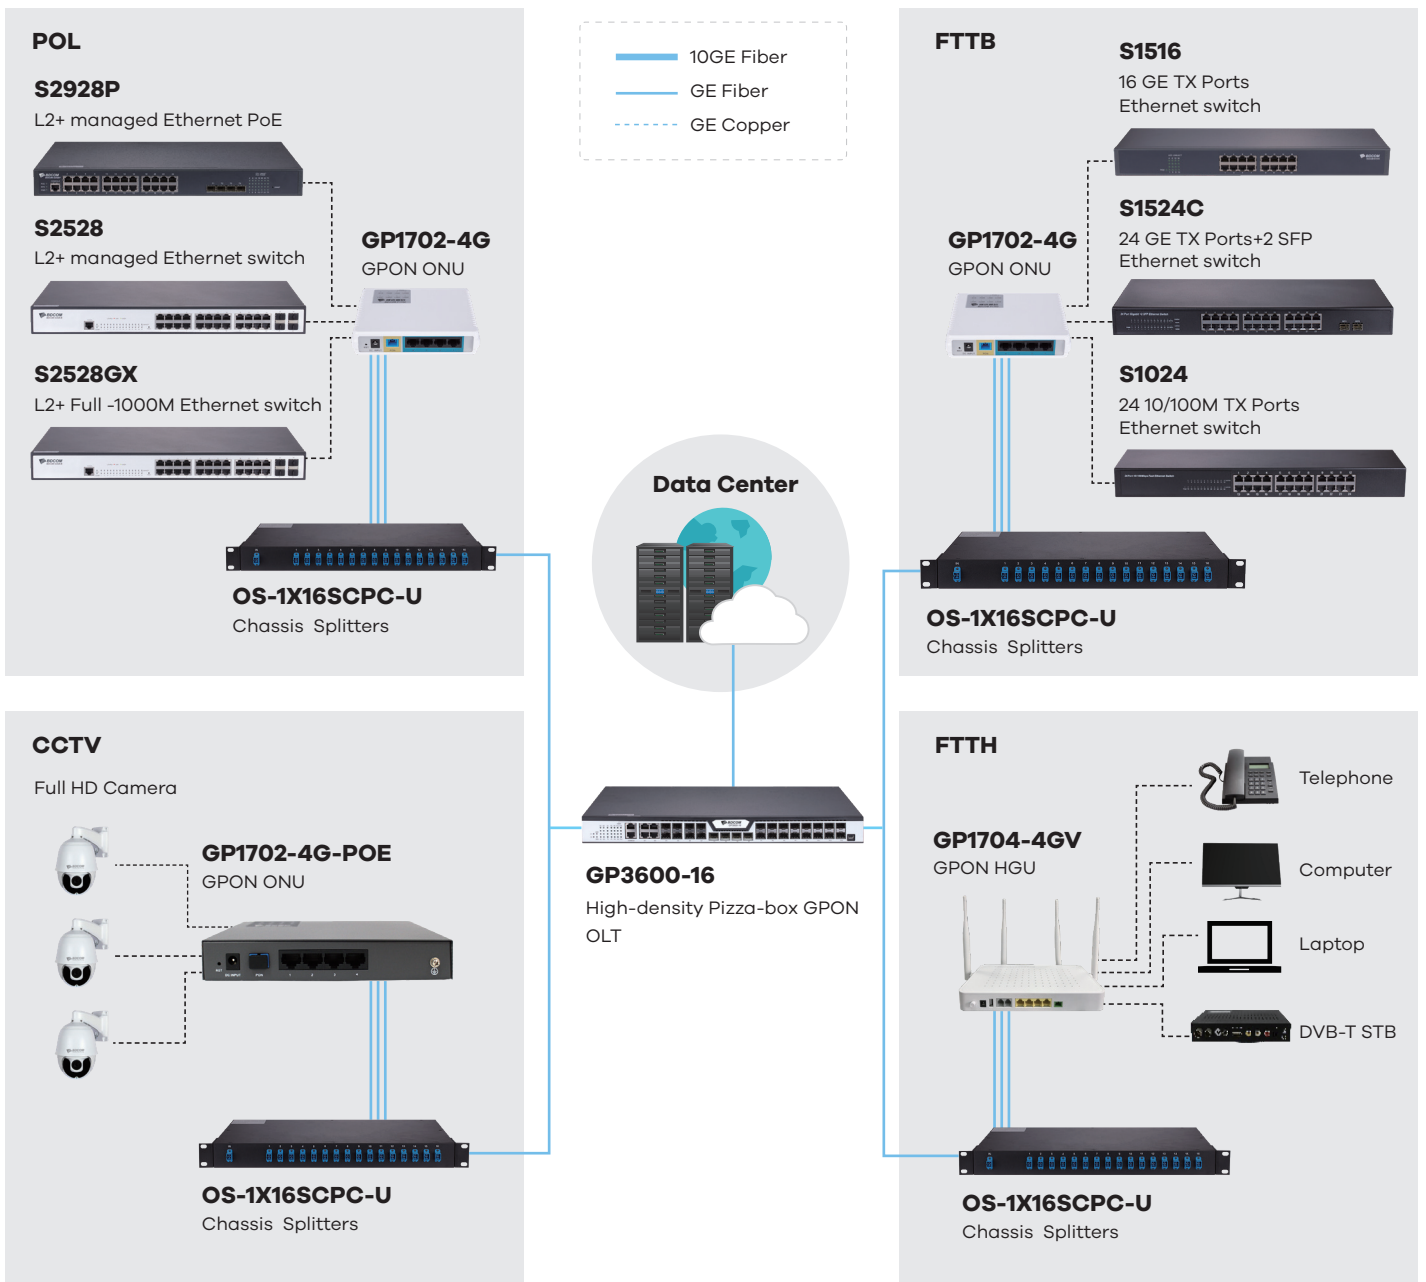 POL
S2928P
L2+ managed Ethernet PoE
S2528
L2+ managed Ethernet switch
GP1702-4G
GPON ONU
S2528GX
L2+ Full -1000M Ethernet switch
OS-1X16SCPC-U
Chassis Splitters
10GE Fiber
GE Fiber
GE Copper
FTTB
S1516
16 GE TX Ports
Ethernet switch
S1524C
24 GE TX Ports+2 SFP
Ethernet switch
GP1702-4G
GPON ONU
S1024
24 10/100M TX Ports
Ethernet switch
OS-1X16SCPC-U
Chassis Splitters
Data Center
CCTV
Full HD Camera
GP1702-4G-POE
GPON ONU
OS-1X16SCPC-U
Chassis Splitters
GP3600-16
High-density Pizza-box GPON
OLT
FTTH
Telephone
GP1704-4GV
GPON HGU
Computer
Laptop
DVB-T STB
OS-1X16SCPC-U
Chassis Splitters